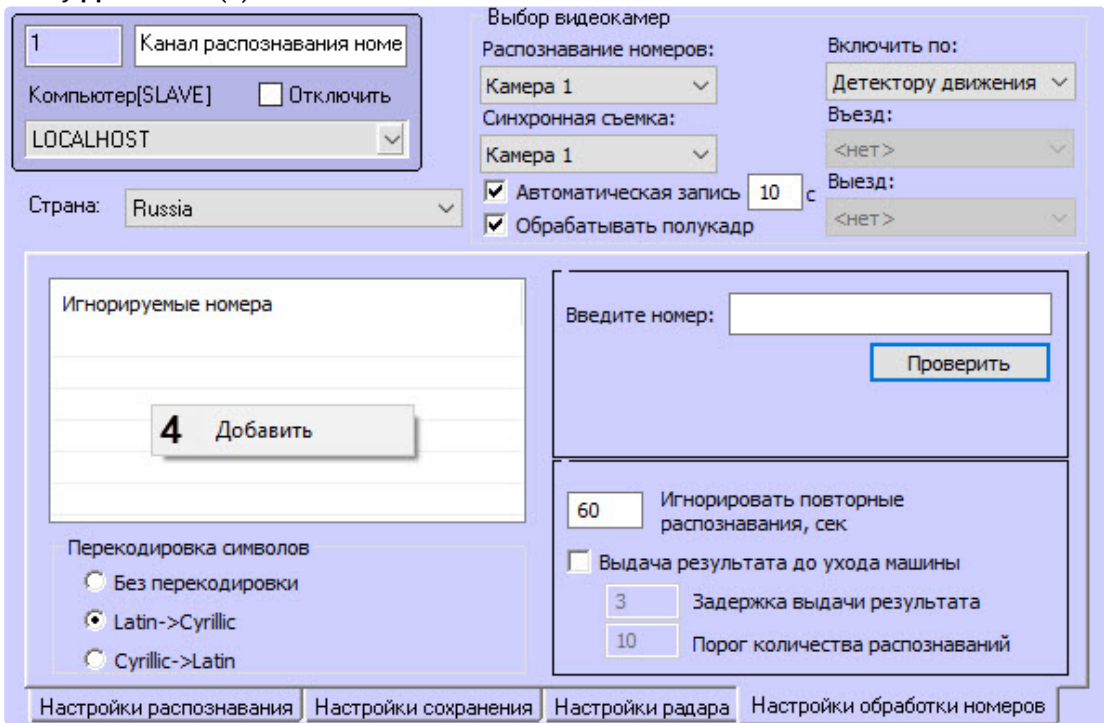 1
Канал распознавания номе
Компьютер[SLAVE]
Отключить
LOCALHOST
Страна:
Russia
Выбор видеокамер
Распознавание номеров:
Камера 1
Синхронная съемка:
Камера 1
Автоматическая запись 10 с
Обрабатывать полукадр
Включить по:
Детектору движения
Въезд:
<нет>
Выезд:
<нет>
Игнорируемые номера
4 Добавить
Перекодировка символов
Без перекодировки
Latin->Cyrillic
Cyrillic->Latin
Введите номер:
Проверить
60 Игнорировать повторные
распознавания, сек
Выдача результата до ухода машины
3 Задержка выдачи результата
10 Порог количества распознаваний
Настройки распознавания
Настройки сохранения
Настройки радара
Настройки обработки номеров